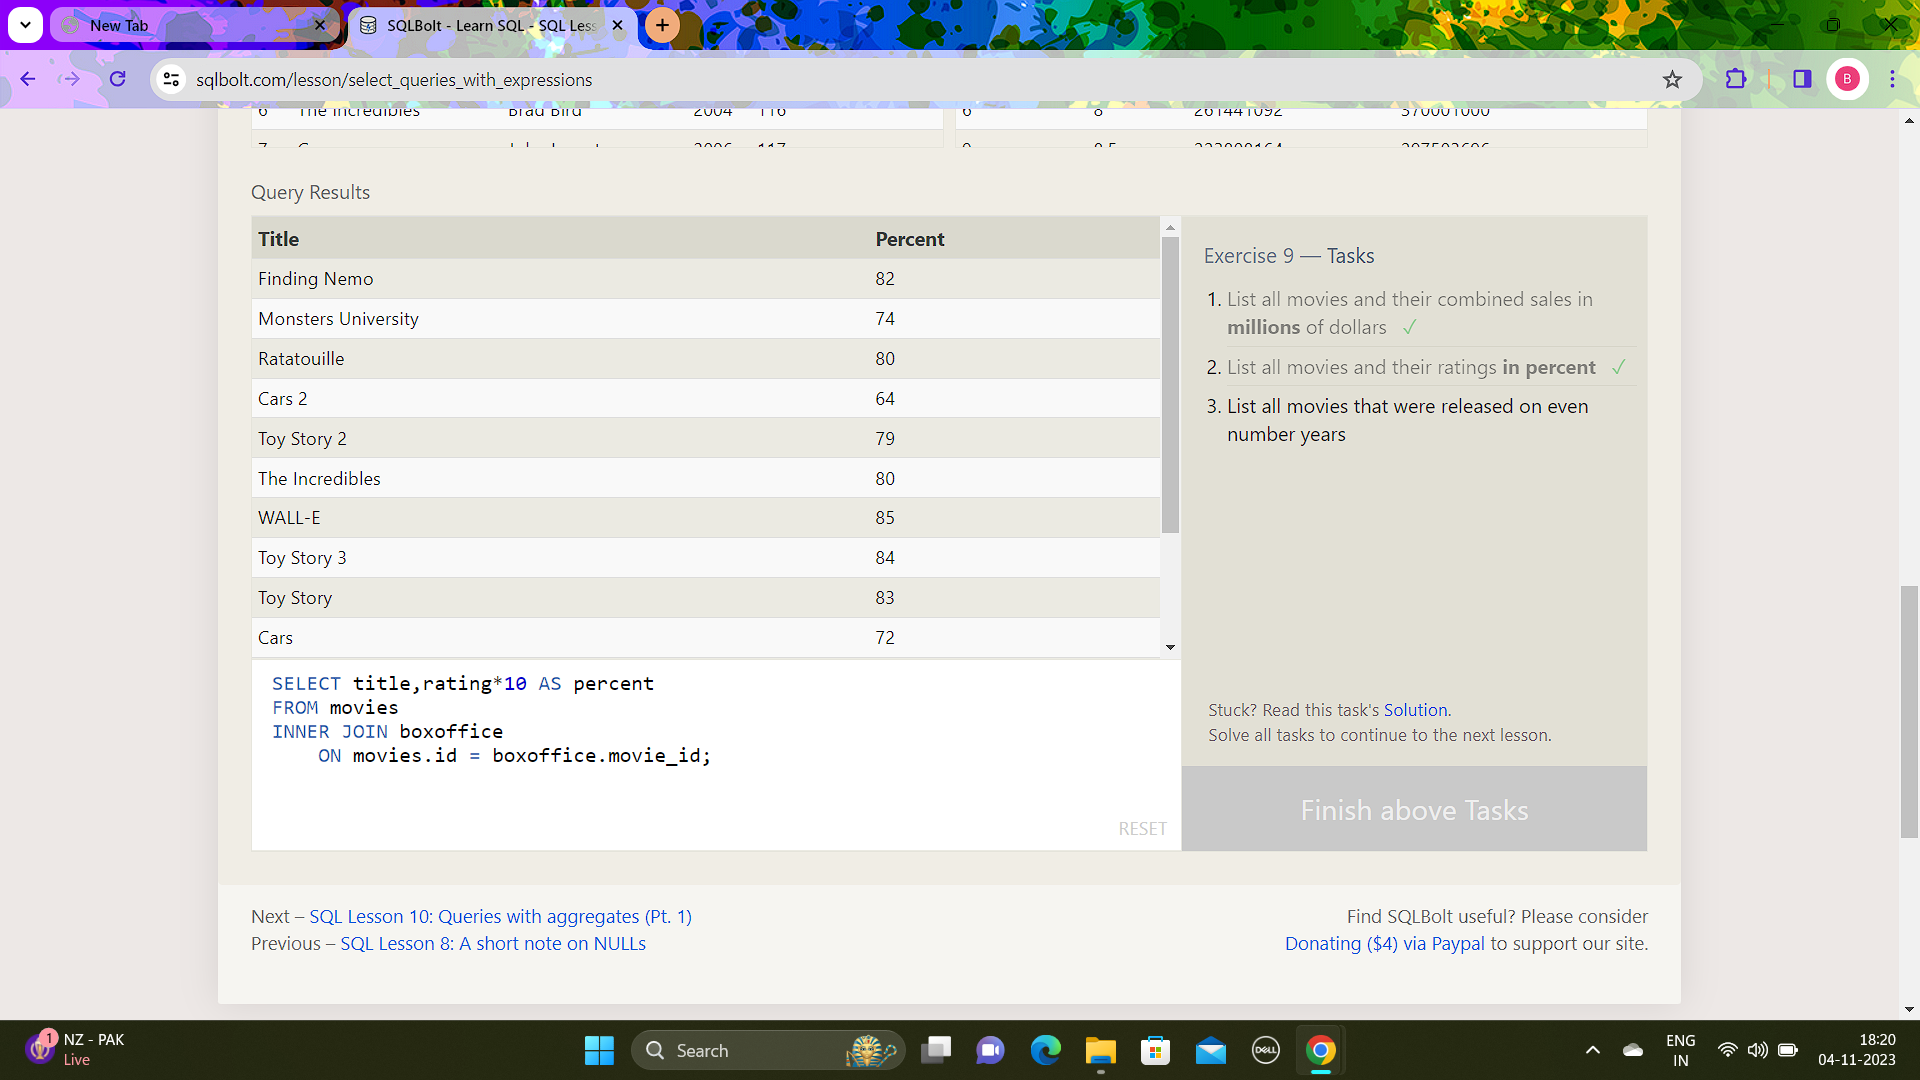 New Tab
SQLBolt - Learn SQL - SQL Less
sqlbolt.com/lesson/select_queries_with_expressions
B
6 The Incredibles Brad Bird 2004 116
6 8 261441092 370001000
Query Results
Title Percent
Finding Nemo 82
Monsters University 74
Ratatouille 80
Cars 2 64
Toy Story 2 79
The Incredibles 80
WALL-E 85
Toy Story 3 84
Toy Story 83
Cars 72
SELECT title,rating*10 AS percent
FROM movies
INNER JOIN boxoffice
ON movies.id = boxoffice.movie_id;
RESET
Exercise 9 — Tasks
1. List all movies and their combined sales in
millions of dollars ✓
2. List all movies and their ratings in percent ✓
3. List all movies that were released on even
number years
Stuck? Read this task's Solution.
Solve all tasks to continue to the next lesson.
Finish above Tasks
Next – SQL Lesson 10: Queries with aggregates (Pt. 1)
Previous – SQL Lesson 8: A short note on NULLs
Find SQLBolt useful? Please consider
Donating ($4) via Paypal to support our site.
1
NZ - PAK
Live
Search
DELL
ENG
IN
18:20
04-11-2023